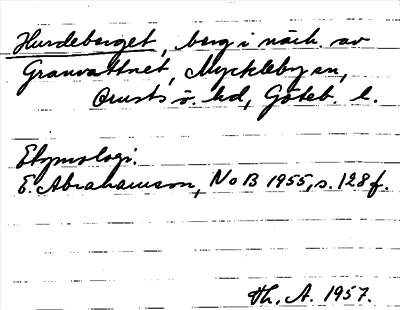 Hurdeberget, berg i närh. av
Granvattnet, Myckleby sn,
Orusts v. hd, Göteb. l.
Etymologi.
E. Abrahamson, NoB 1955, s. 128 f.
Th. A. 1957.